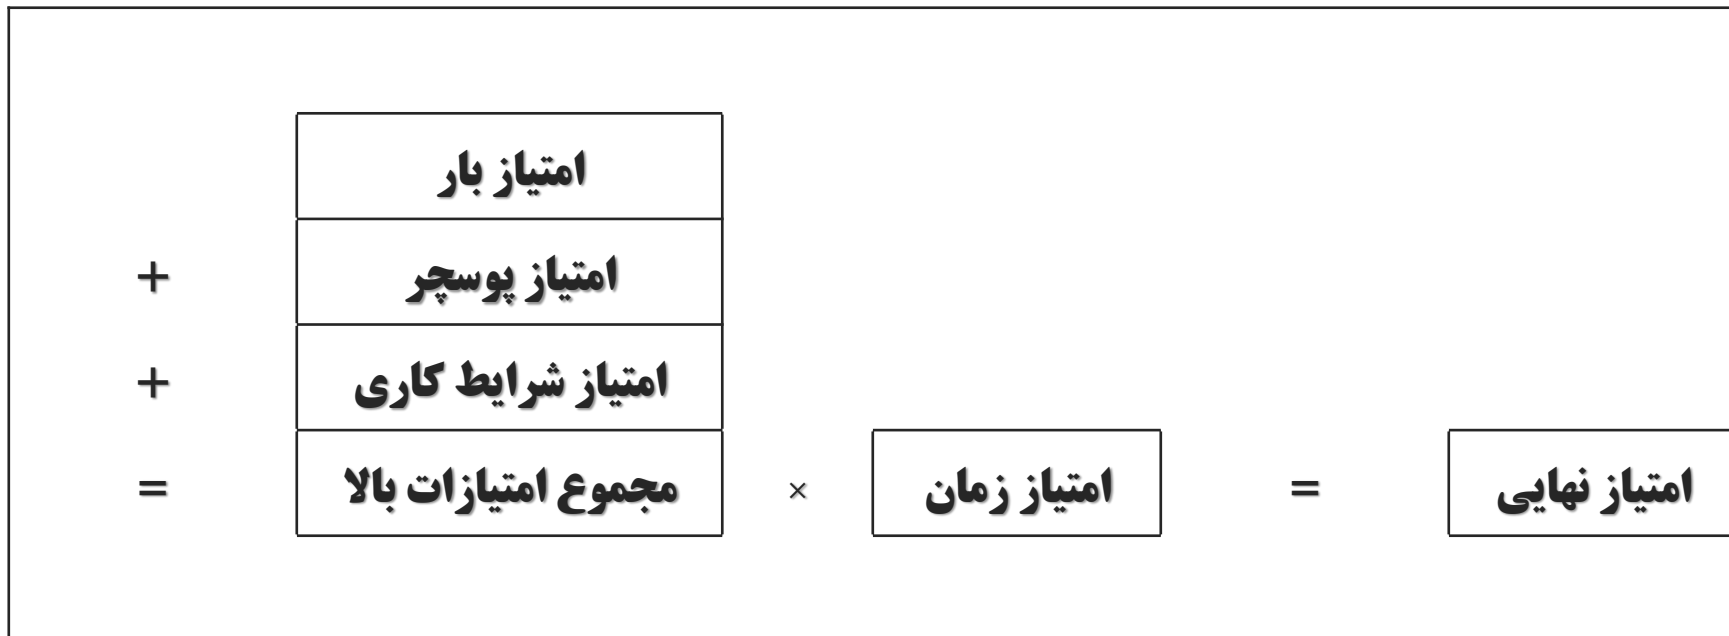 امتیاز بار
+ امتیاز پوسچر
+ امتیاز شرایط کاری
= مجموع امتیازات بالا × امتیاز زمان = امتیاز نهایی